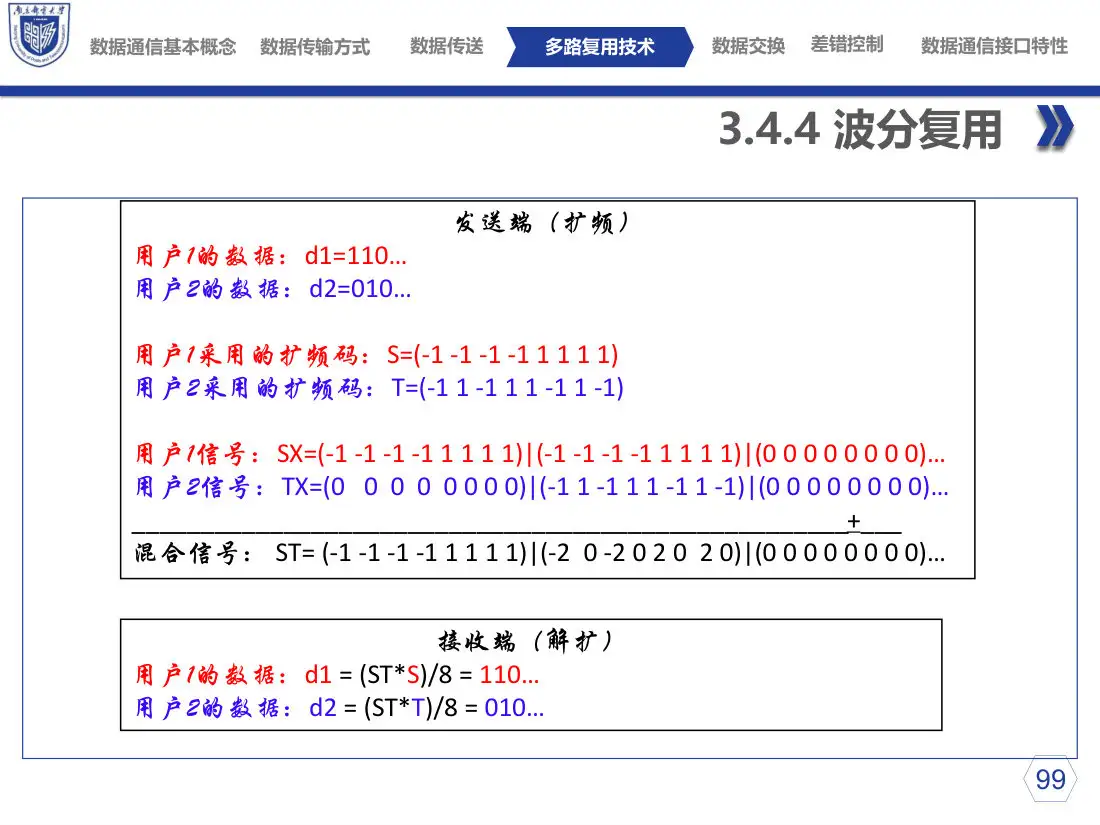 南京邮电大学
数据通信基本概念 数据传输方式 数据传送 多路复用技术 数据交换 差错控制 数据通信接口特性
3.4.4 波分复用
发送端（扩频）
用户1的数据：d1=110…
用户2的数据：d2=010…
用户1采用的扩频码：S=(-1 -1 -1 -1 1 1 1 1)
用户2采用的扩频码：T=(-1 1 -1 1 1 -1 1 -1)
用户1信号：SX=(-1 -1 -1 -1 1 1 1 1)|(-1 -1 -1 -1 1 1 1 1)|(0 0 0 0 0 0 0 0)…
用户2信号：TX=(0 0 0 0 0 0 0 0)|(-1 1 -1 1 1 -1 1 -1)|(0 0 0 0 0 0 0 0)…
+
混合信号： ST= (-1 -1 -1 -1 1 1 1 1)|(-2 0 -2 0 2 0 2 0)|(0 0 0 0 0 0 0 0)…
接收端（解扩）
用户1的数据：d1 = (ST*S)/8 = 110…
用户2的数据：d2 = (ST*T)/8 = 010…
99